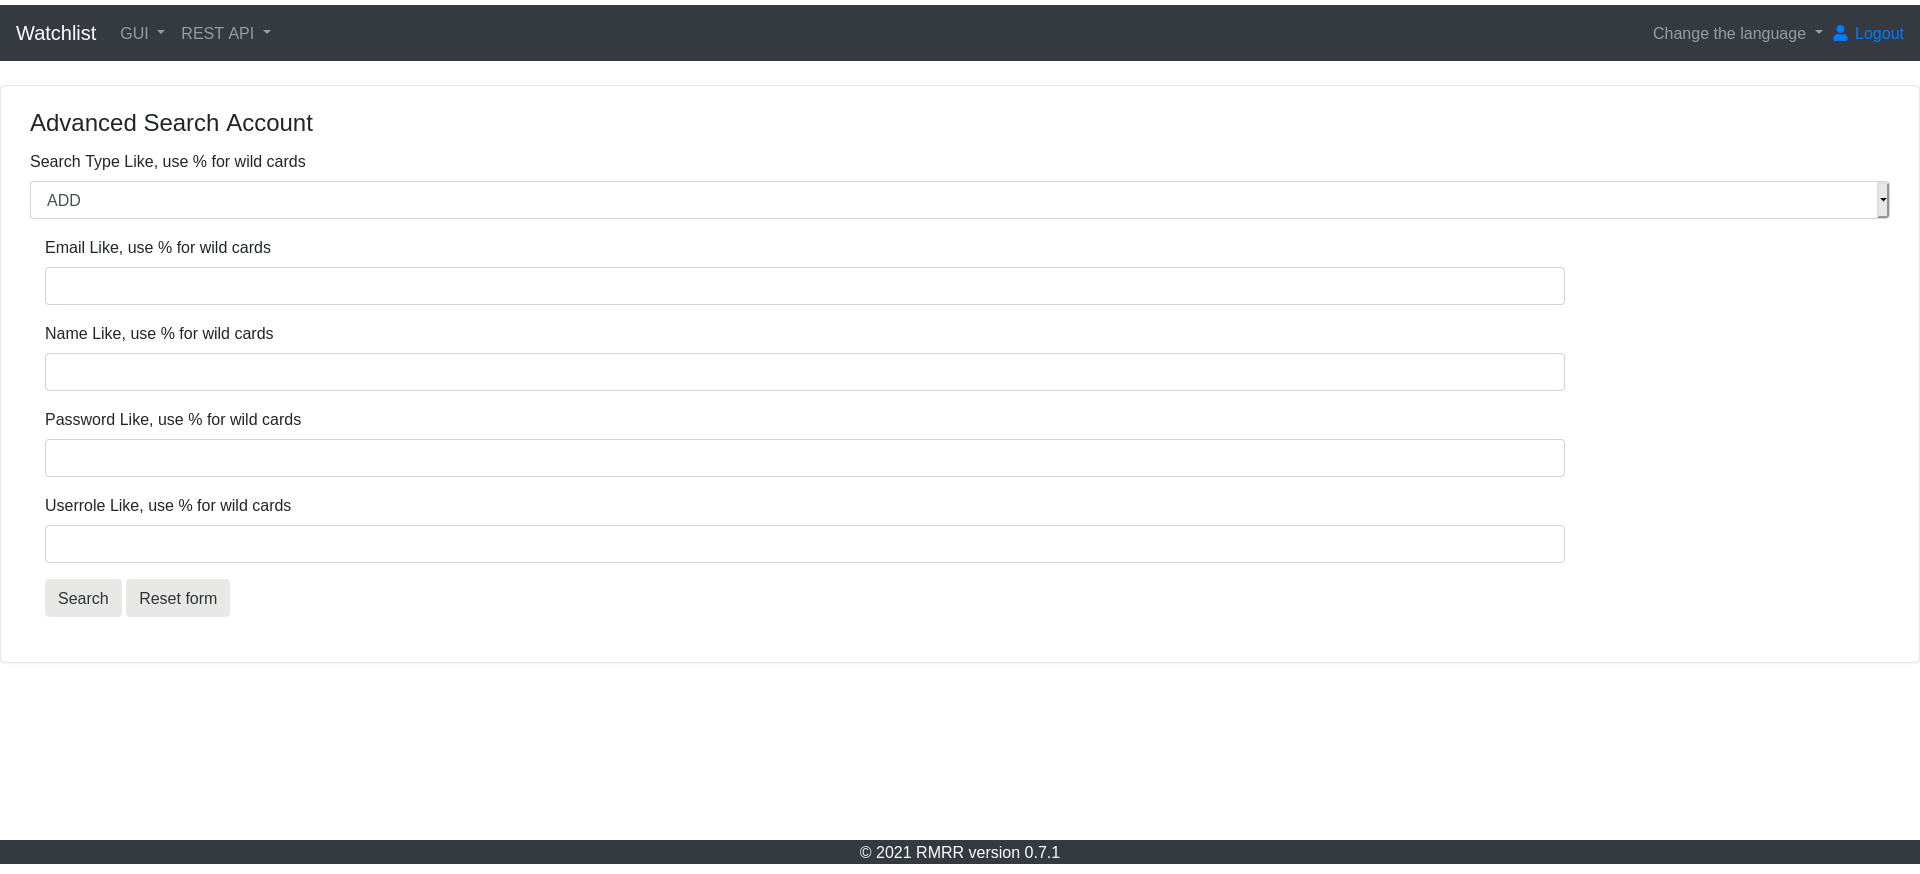 Watchlist GUI REST API Change the language Logout
Advanced Search Account
Search Type Like, use % for wild cards
ADD
Email Like, use % for wild cards
Name Like, use % for wild cards
Password Like, use % for wild cards
Userrole Like, use % for wild cards
Search Reset form
© 2021 RMRR version 0.7.1